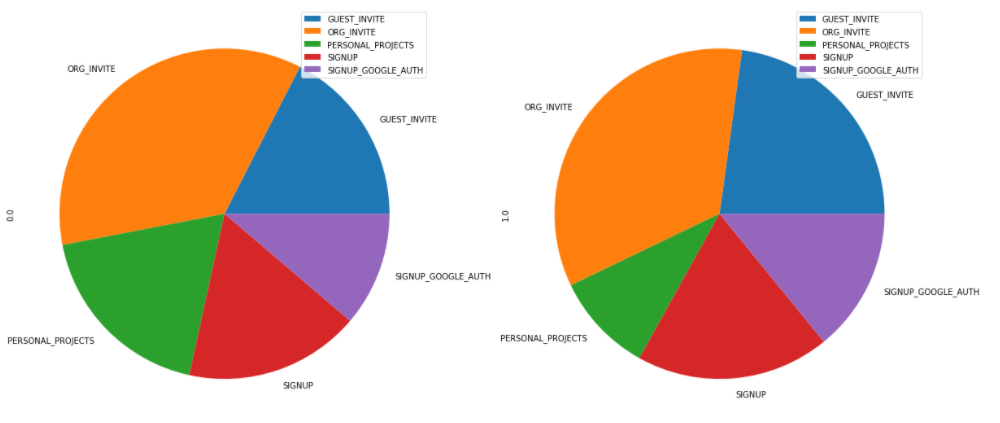 GUEST_INVITE
ORG_INVITE
PERSONAL_PROJECTS
SIGNUP
SIGNUP_GOOGLE_AUTH
ORG_INVITE
GUEST_INVITE
0.0
SIGNUP_GOOGLE_AUTH
PERSONAL_PROJECTS
SIGNUP
GUEST_INVITE
ORG_INVITE
PERSONAL_PROJECTS
SIGNUP
SIGNUP_GOOGLE_AUTH
GUEST_INVITE
ORG_INVITE
1.0
SIGNUP_GOOGLE_AUTH
PERSONAL_PROJECTS
SIGNUP